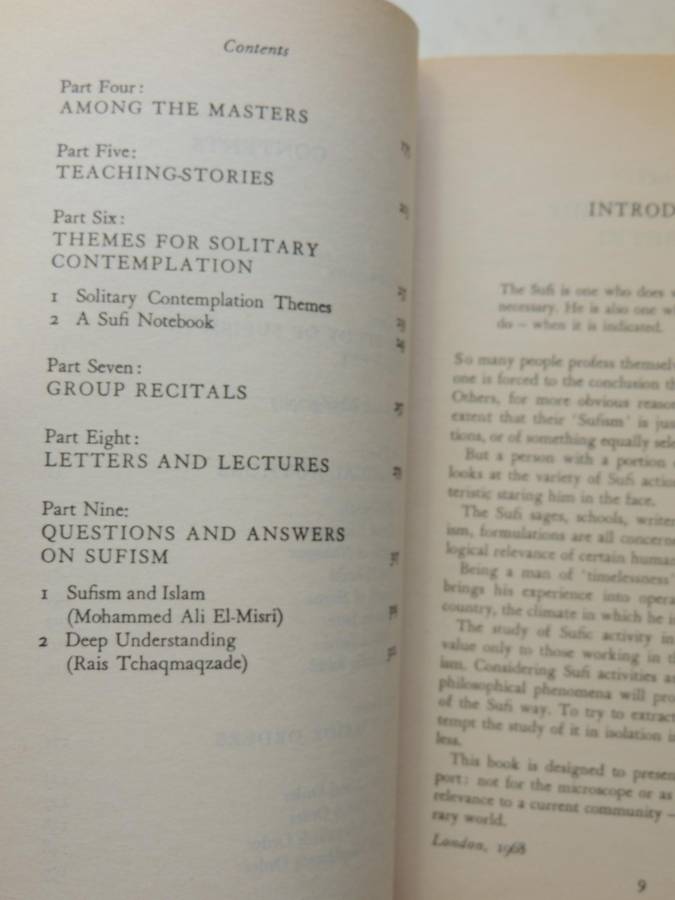 Contents
Part Four:
AMONG THE MASTERS
Part Five:
TEACHING-STORIES
Part Six:
THEMES FOR SOLITARY
CONTEMPLATION
1 Solitary Contemplation Themes
2 A Sufi Notebook
Part Seven:
GROUP RECITALS
Part Eight:
LETTERS AND LECTURES
Part Nine:
QUESTIONS AND ANSWERS
ON SUFISM
1 Sufism and Islam
(Mohammed Ali El-Misri)
2 Deep Understanding
(Rais Tchaqmaqzade)
INTROD
The Sufi is one who does
necessary. He is also one
do – when it is indicated.
So many people profess themsel
one is forced to the conclusion
Others, for more obvious reaso
extent that their 'Sufism' is
tions, or of something equally
But a person with a portion
looks at the variety of Sufi actio
teristic staring him in the face.
The Sufi sages, schools, writer
ism, formulations are all concern
logical relevance of certain human
Being a man of 'timelessness'
brings his experience into opera
country, the climate in which he
The study of Sufic activity in
value only to those working in
ism. Considering Sufi activities
philosophical phenomena will pro
of the Sufi way. To try to extract
tempt the study of it in isolation
less.
This book is designed to presen
port: not for the microscope or as
relevance to a current community –
rary world.
London, 1968
9